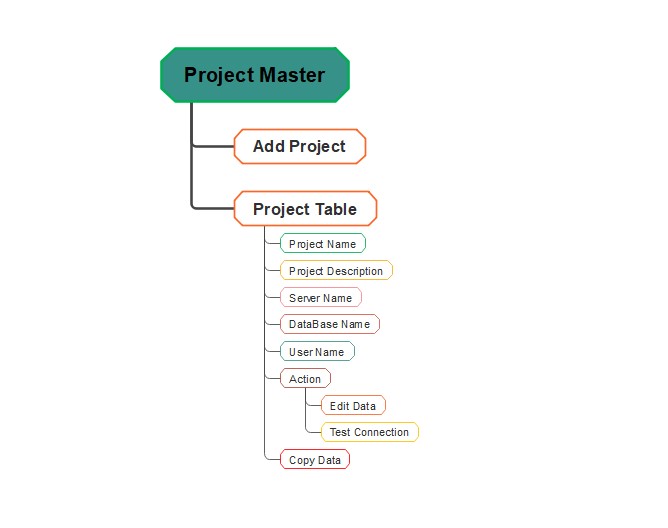 Project Master
Add Project
Project Table
Project Name
Project Description
Server Name
DataBase Name
User Name
Action
Edit Data
Test Connection
Copy Data